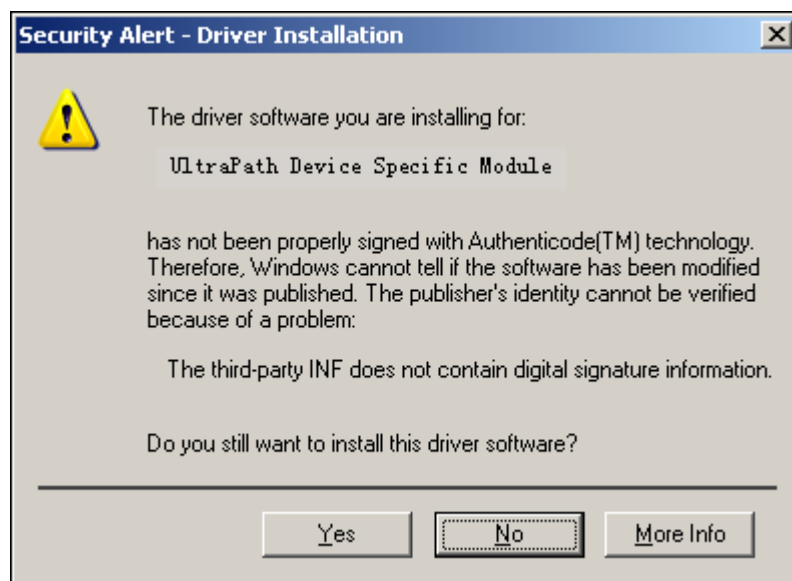 Security Alert - Driver Installation
The driver software you are installing for:
UltraPath Device Specific Module
has not been properly signed with Authenticode(TM) technology.
Therefore, Windows cannot tell if the software has been modified
since it was published. The publisher's identity cannot be verified
because of a problem:
The third-party INF does not contain digital signature information.
Do you still want to install this driver software?
Yes No More Info